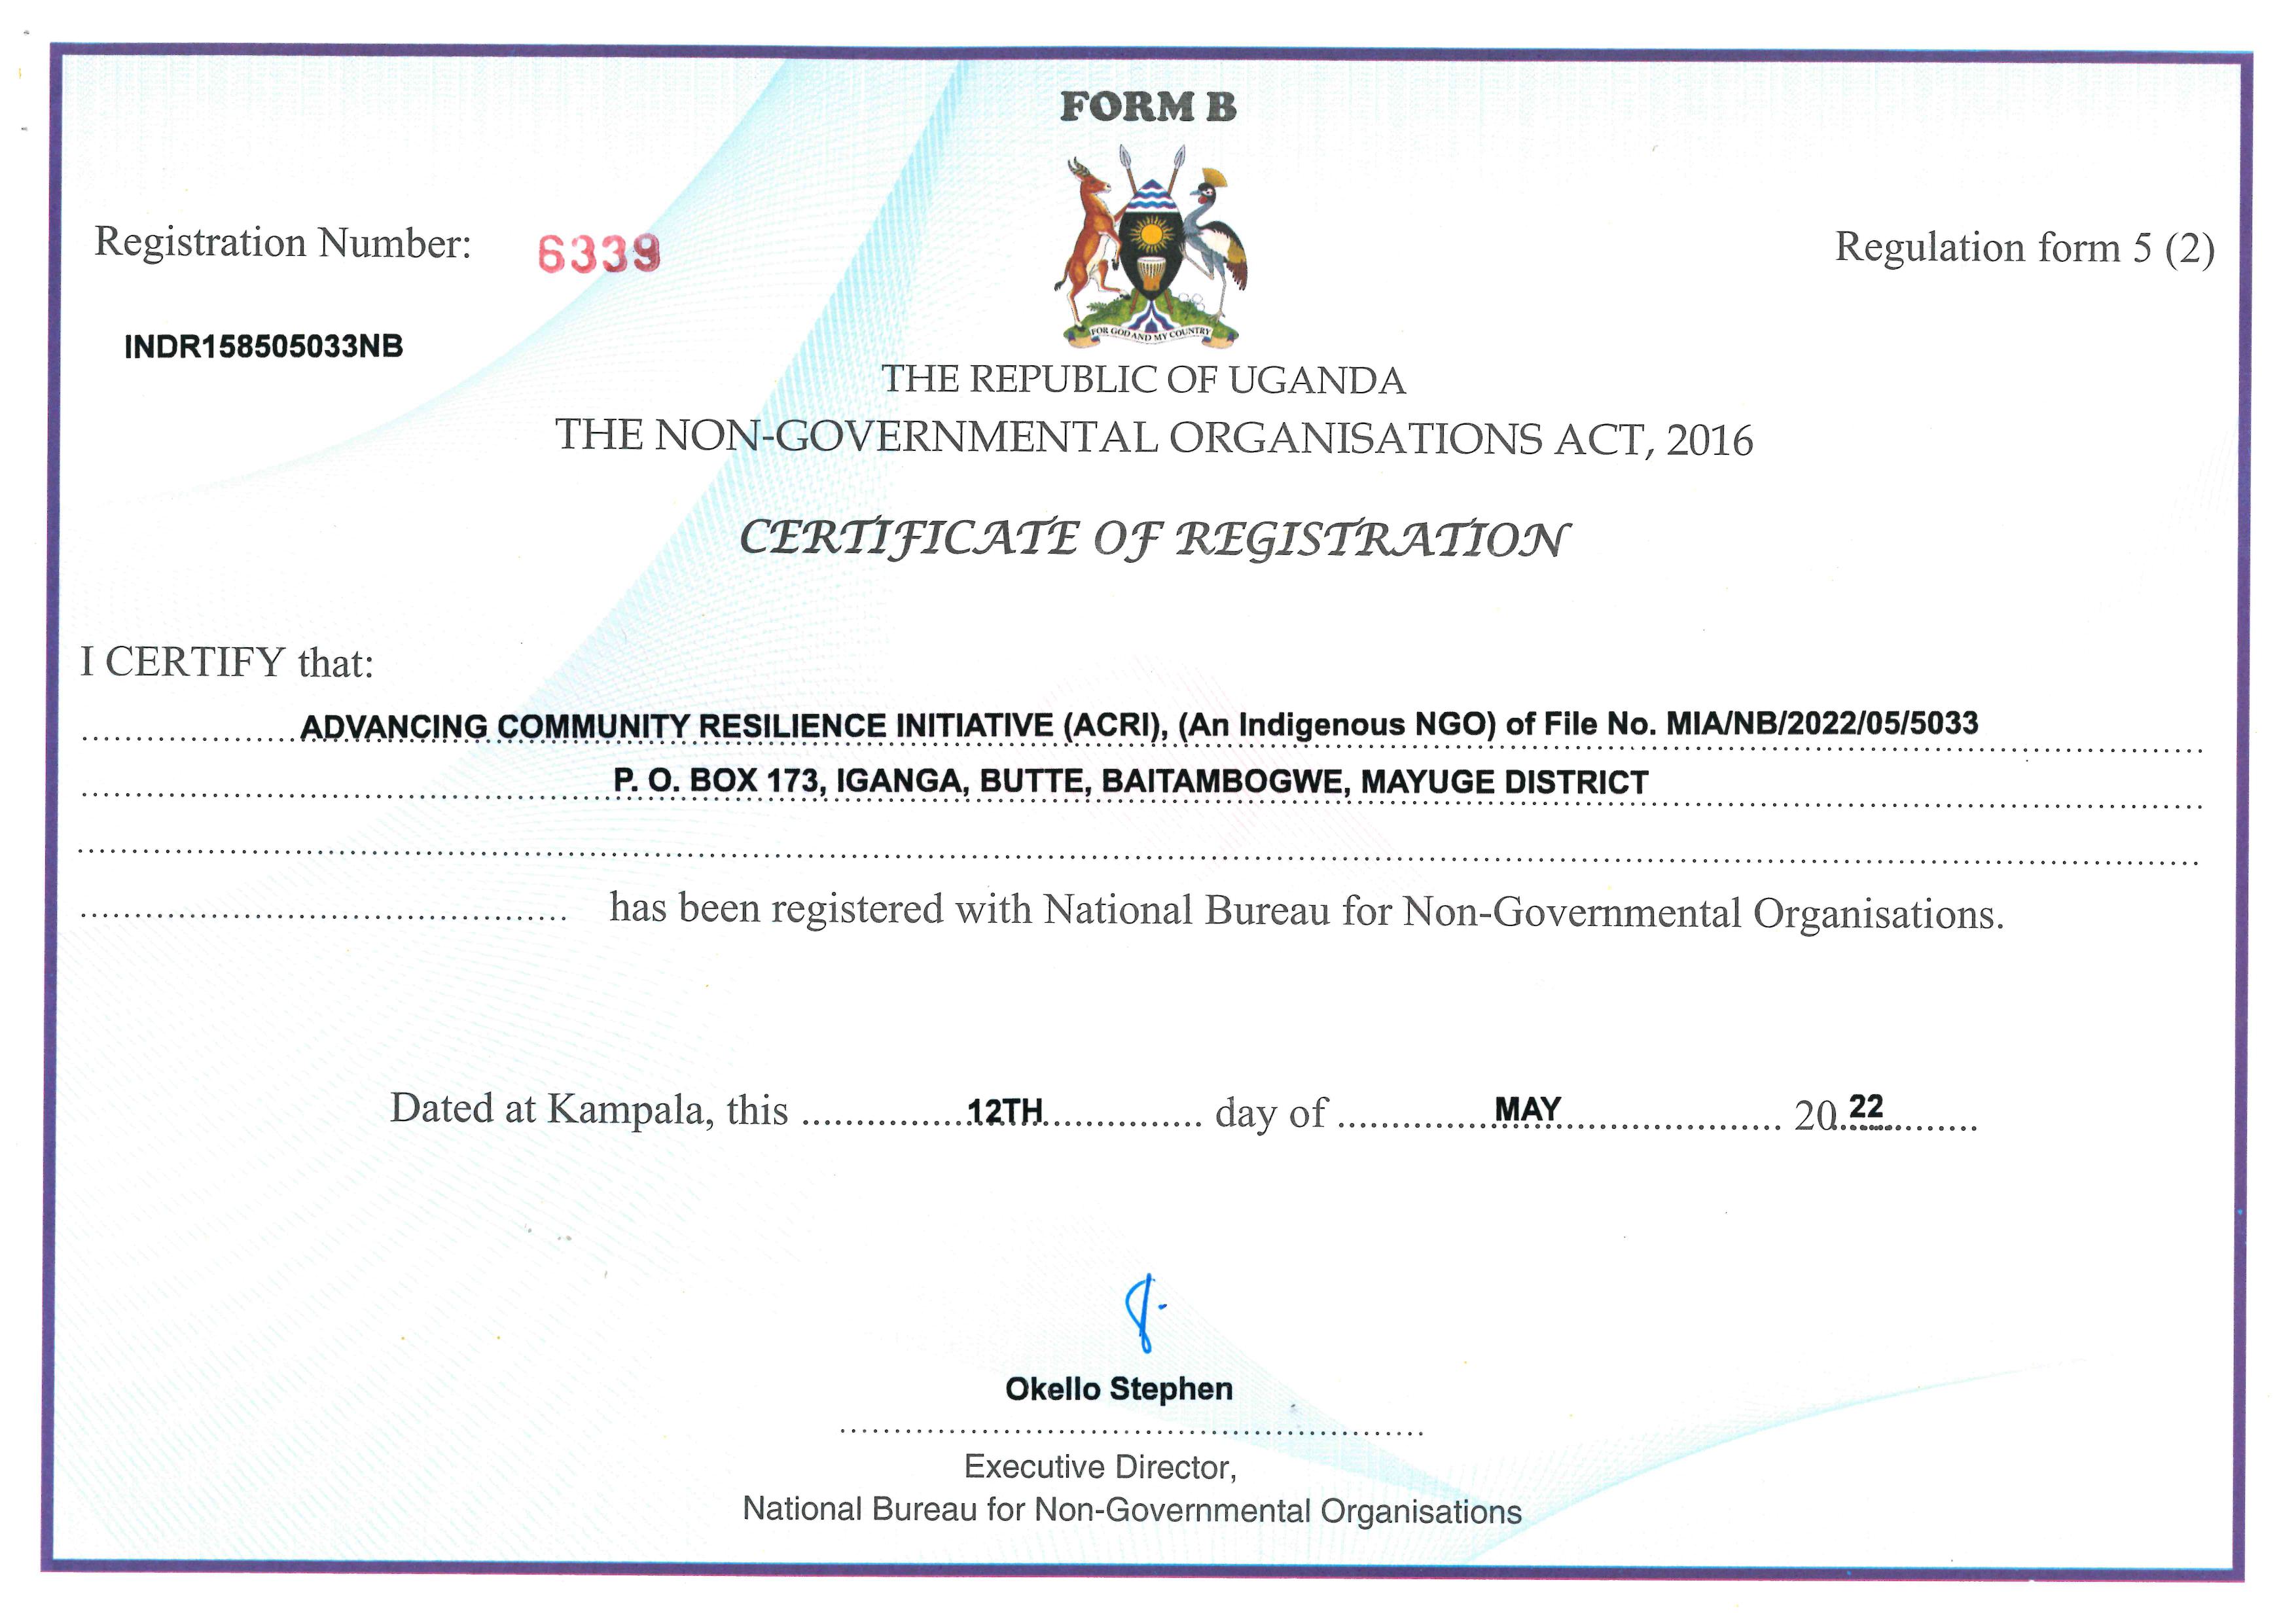 FORM B
Registration Number: 6339
Regulation form 5 (2)
INDR158505033NB
FOR GOD AND MY COUNTRY
THE REPUBLIC OF UGANDA
THE NON-GOVERNMENTAL ORGANISATIONS ACT, 2016
CERTIFICATE OF REGISTRATION
I CERTIFY that:
ADVANCING COMMUNITY RESILIENCE INITIATIVE (ACRI), (An Indigenous NGO) of File No. MIA/NB/2022/05/5033
P. O. BOX 173, IGANGA, BUTTE, BAITAMBOGWE, MAYUGE DISTRICT
has been registered with National Bureau for Non-Governmental Organisations.
Dated at Kampala, this 12TH day of MAY 2022
Okello Stephen
Executive Director,
National Bureau for Non-Governmental Organisations